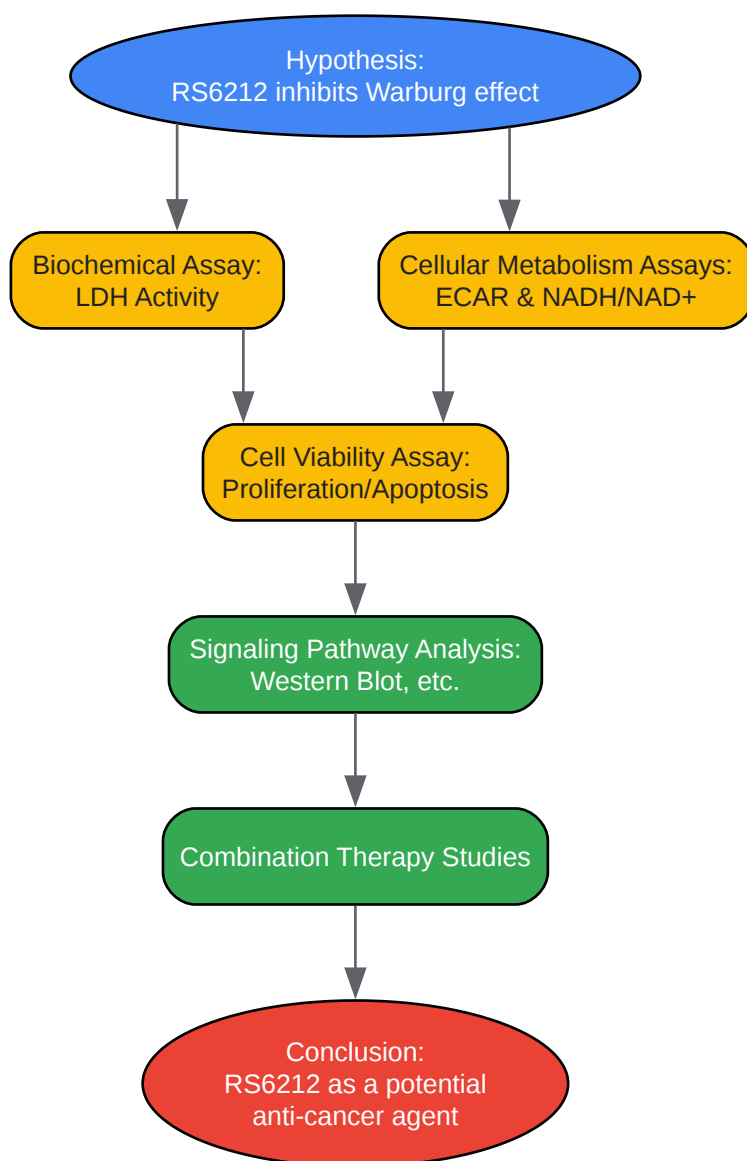 Hypothesis:
RS6212 inhibits Warburg effect
Biochemical Assay:
LDH Activity
Cellular Metabolism Assays:
ECAR & NADH/NAD+
Cell Viability Assay:
Proliferation/Apoptosis
Signaling Pathway Analysis:
Western Blot, etc.
Combination Therapy Studies
Conclusion:
RS6212 as a potential
anti-cancer agent